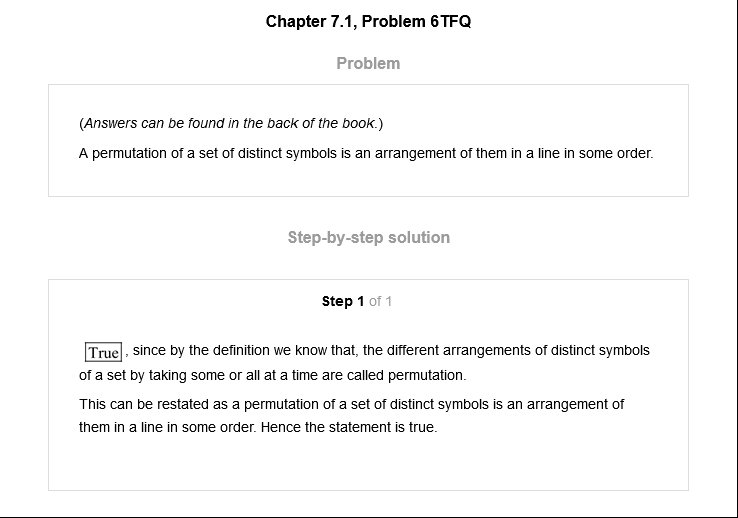 Chapter 7.1, Problem 6TFQ
Problem
(Answers can be found in the back of the book.)
A permutation of a set of distinct symbols is an arrangement of them in a line in some order.
Step-by-step solution
Step 1 of 1
True , since by the definition we know that, the different arrangements of distinct symbols
of a set by taking some or all at a time are called permutation.
This can be restated as a permutation of a set of distinct symbols is an arrangement of
them in a line in some order. Hence the statement is true.